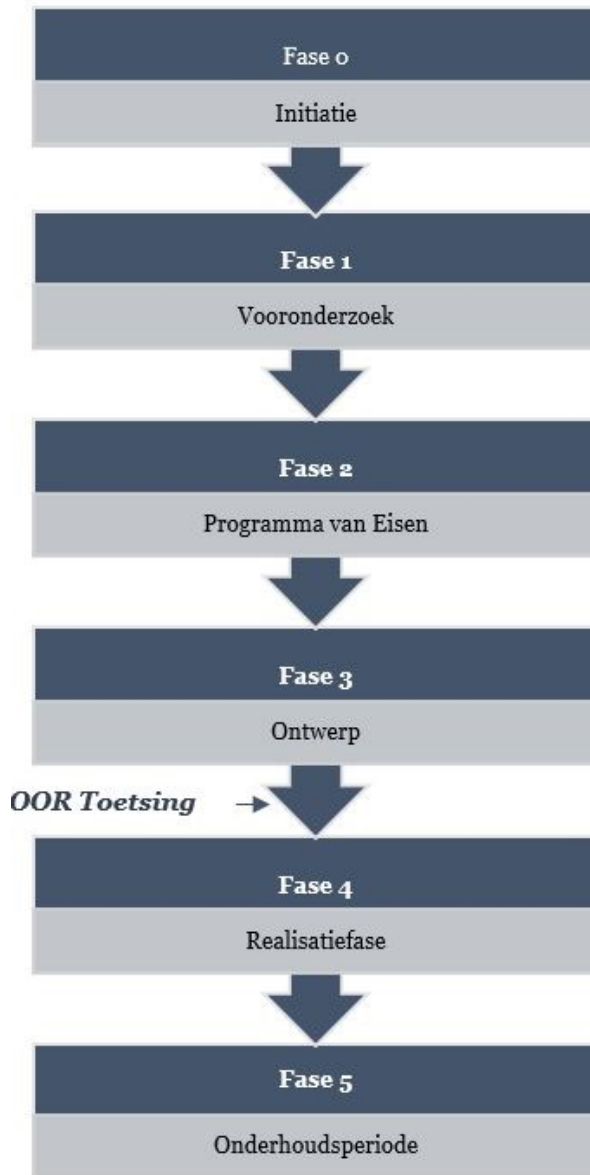 Fase 0
Initiatie
Fase 1
Vooronderzoek
Fase 2
Programma van Eisen
Fase 3
Ontwerp
OOR Toetsing
Fase 4
Realisatiefase
Fase 5
Onderhoudsperiode